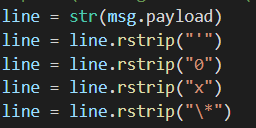 line = str(msg.payload)
line = line.rstrip("'")
line = line.rstrip("0")
line = line.rstrip("x")
line = line.rstrip("\*")